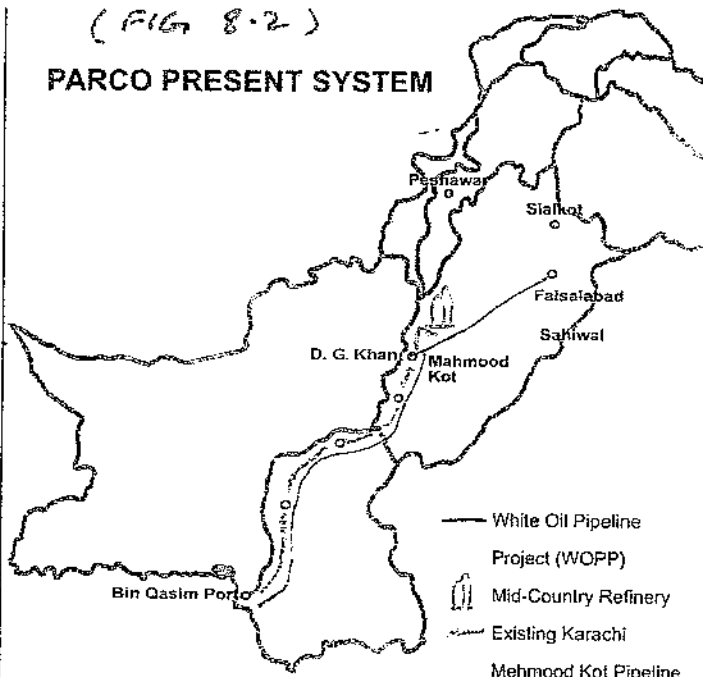 (FIG 8.2)
PARCO PRESENT SYSTEM
Peshawar
Sialkot
Faisalabad
Sahiwal
D. G. Khan
Mahmood
Kot
White Oil Pipeline
Project (WOPP)
Mid-Country Refinery
Bin Qasim Port
Existing Karachi
Mehmood Kot Pipeline